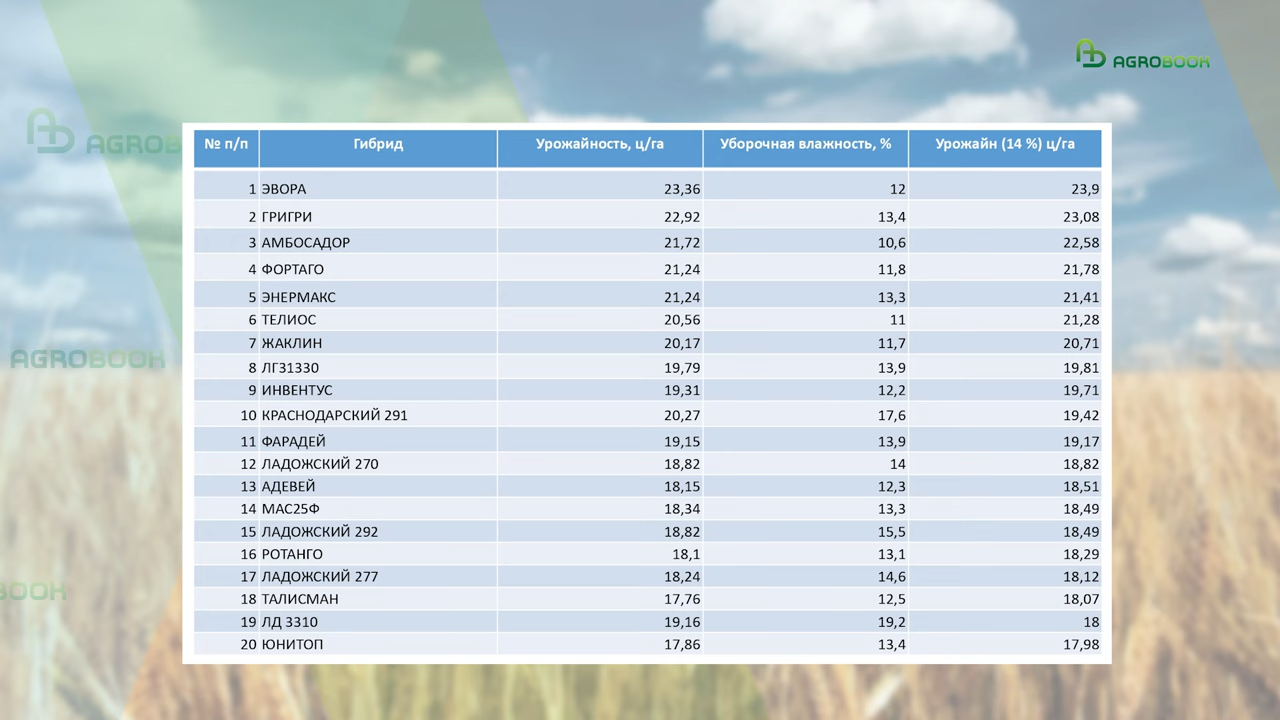 AGROBOOK
AGRO
AGROBOOK
BOOK
№ п/п Гибрид Урожайность, ц/га Уборочная влажность, % Урожайн (14 %) ц/га
1 ЭВОРА 23,36 12 23,9
2 ГРИГРИ 22,92 13,4 23,08
3 АМБОСАДОР 21,72 10,6 22,58
4 ФОРТАГО 21,24 11,8 21,78
5 ЭНЕРМАКС 21,24 13,3 21,41
6 ТЕЛИОС 20,56 11 21,28
7 ЖАКЛИН 20,17 11,7 20,71
8 ЛГ31330 19,79 13,9 19,81
9 ИНВЕНТУС 19,31 12,2 19,71
10 КРАСНОДАРСКИЙ 291 20,27 17,6 19,42
11 ФАРАДЕЙ 19,15 13,9 19,17
12 ЛАДОЖСКИЙ 270 18,82 14 18,82
13 АДЕВЕЙ 18,15 12,3 18,51
14 МАС25Ф 18,34 13,3 18,49
15 ЛАДОЖСКИЙ 292 18,82 15,5 18,49
16 РОТАНГО 18,1 13,1 18,29
17 ЛАДОЖСКИЙ 277 18,24 14,6 18,12
18 ТАЛИСМАН 17,76 12,5 18,07
19 ЛД 3310 19,16 19,2 18
20 ЮНИТОП 17,86 13,4 17,98